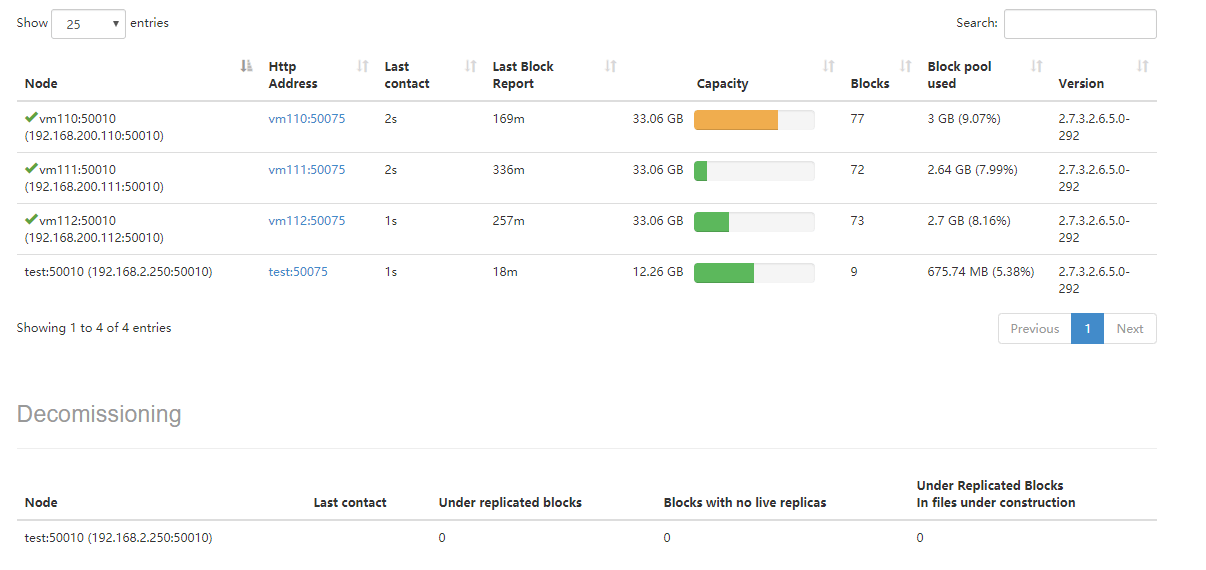 Show 25 entries Search:
Node Http Address Last contact Last Block Report Capacity Blocks Block pool used Version
vm110:50010 (192.168.200.110:50010) vm110:50075 2s 169m 33.06 GB 77 3 GB (9.07%) 2.7.3.2.6.5.0-292
vm111:50010 (192.168.200.111:50010) vm111:50075 2s 336m 33.06 GB 72 2.64 GB (7.99%) 2.7.3.2.6.5.0-292
vm112:50010 (192.168.200.112:50010) vm112:50075 1s 257m 33.06 GB 73 2.7 GB (8.16%) 2.7.3.2.6.5.0-292
test:50010 (192.168.2.250:50010) test:50075 1s 18m 12.26 GB 9 675.74 MB (5.38%) 2.7.3.2.6.5.0-292
Showing 1 to 4 of 4 entries Previous 1 Next
Decomissioning
Node Last contact Under replicated blocks Blocks with no live replicas Under Replicated Blocks In files under construction
test:50010 (192.168.2.250:50010) 0 0 0